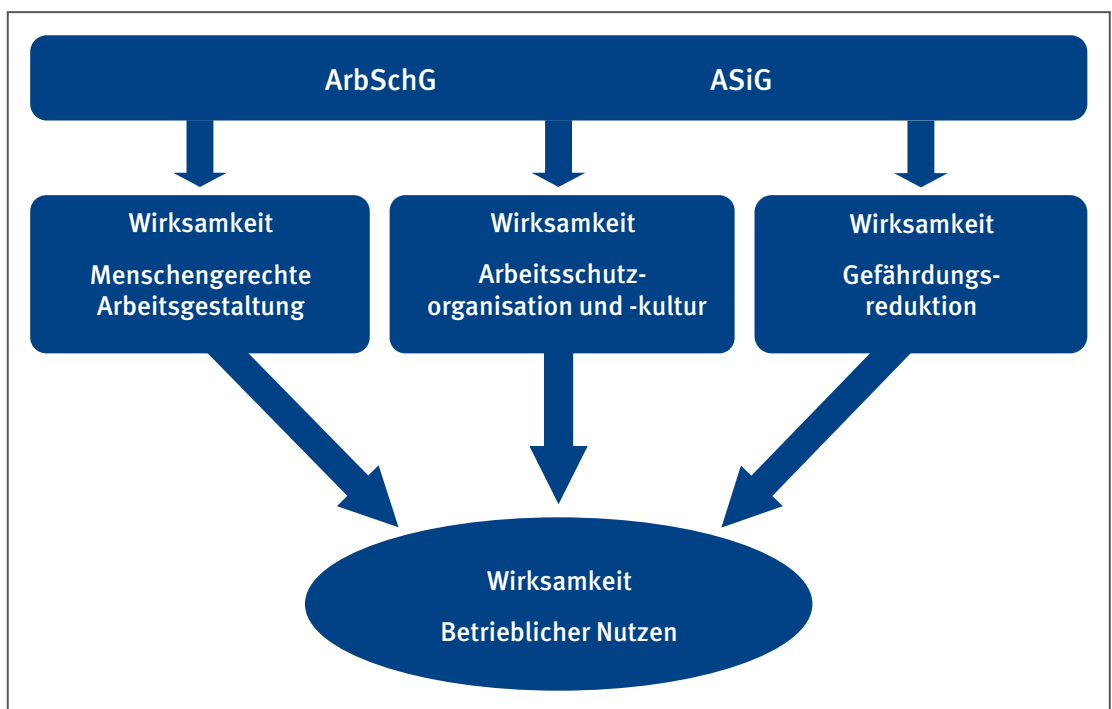 ArbSchG ASiG
Wirksamkeit
Menschengerechte
Arbeitsgestaltung
Wirksamkeit
Arbeitsschutz-
organisation und -kultur
Wirksamkeit
Gefährdungs-
reduktion
Wirksamkeit
Betrieblicher Nutzen